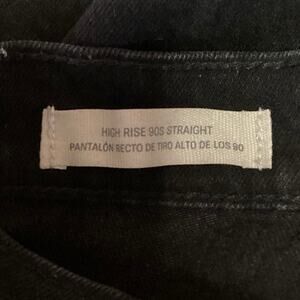 HIGH RISE 90S STRAIGHT
PANTALÓN RECTO DE TIRO ALTO DE LOS 90